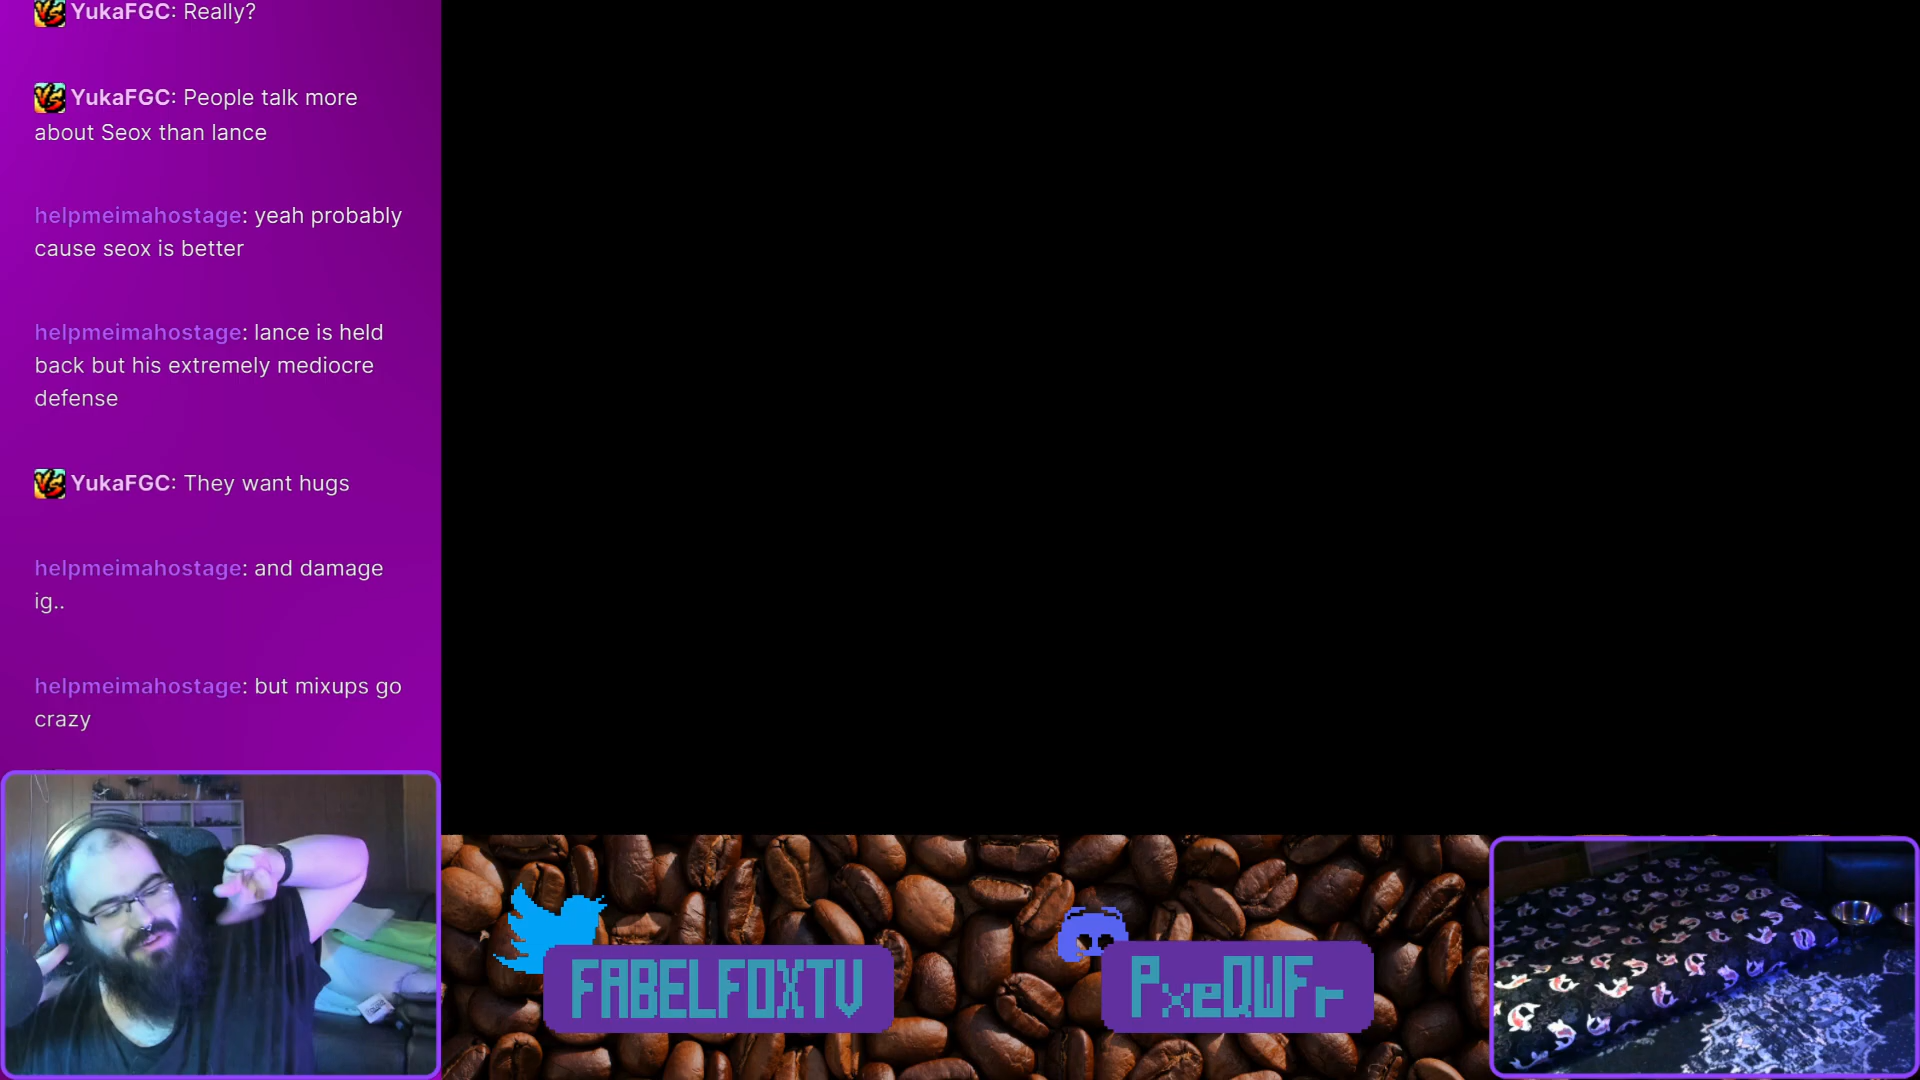 YukaFGC: Really?
YukaFGC: People talk more
about Seox than lance
helpmeimahostage: yeah probably
cause seox is better
helpmeimahostage: lance is held
back but his extremely mediocre
defense
YukaFGC: They want hugs
helpmeimahostage: and damage
ig..
helpmeimahostage: but mixups go
crazy
FABELFOXTV
PxeQWFr